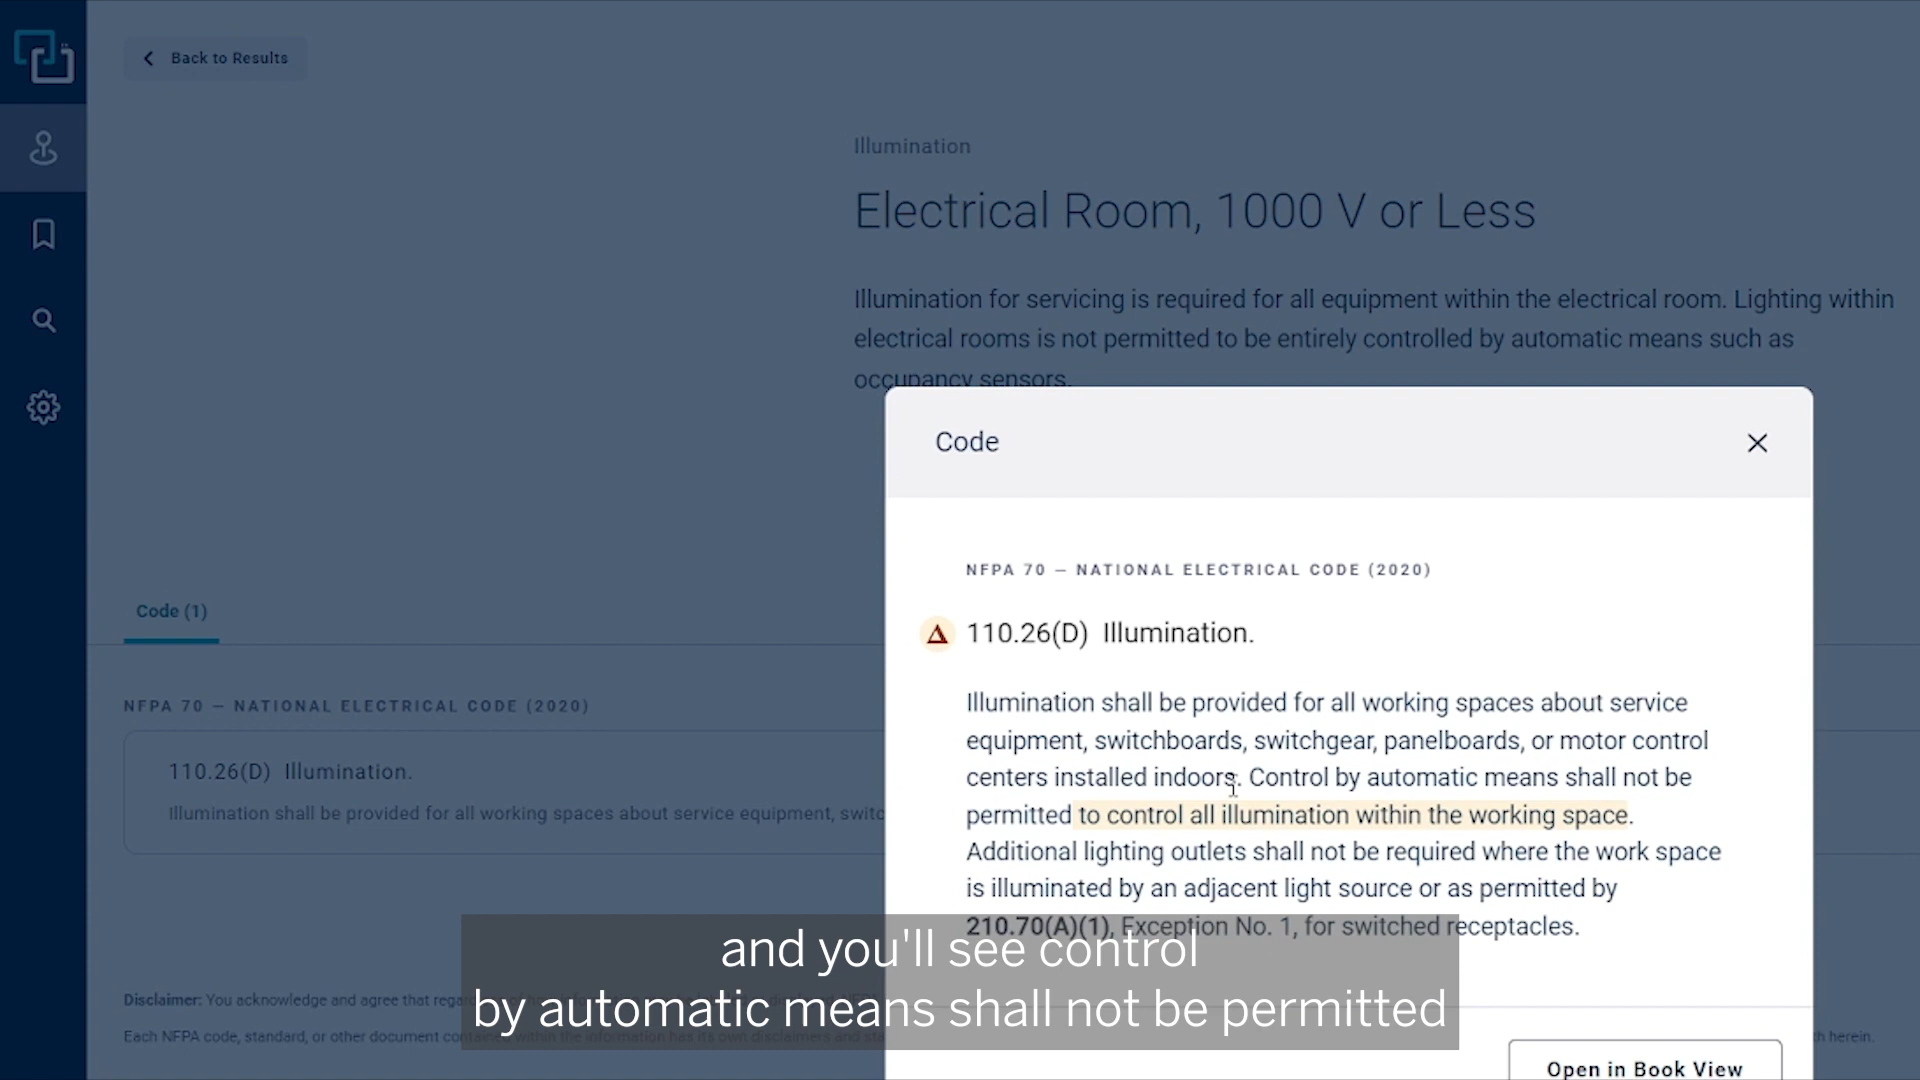 Back to Results
Illumination
Electrical Room, 1000 V or Less
Illumination for servicing is required for all equipment within the electrical room. Lighting within
electrical rooms is not permitted to be entirely controlled by automatic means such as
occupancy sensors.
Code
NFPA 70 — NATIONAL ELECTRICAL CODE (2020)
110.26(D) Illumination.
Illumination shall be provided for all working spaces about service
equipment, switchboards, switchgear, panelboards, or motor control
centers installed indoors. Control by automatic means shall not be
permitted to control all illumination within the working space.
Additional lighting outlets shall not be required where the work space
is illuminated by an adjacent light source or as permitted by
210.70(A)(1), Exception No. 1, for switched receptacles.
Open in Book View
Code (1)
NFPA 70 — NATIONAL ELECTRICAL CODE (2020)
110.26(D) Illumination.
Illumination shall be provided for all working spaces about service equipment, switc
Disclaimer: You acknowledge and agree that
Each NFPA code, standard, or other document
herein.
and you'll see control
by automatic means shall not be permitted